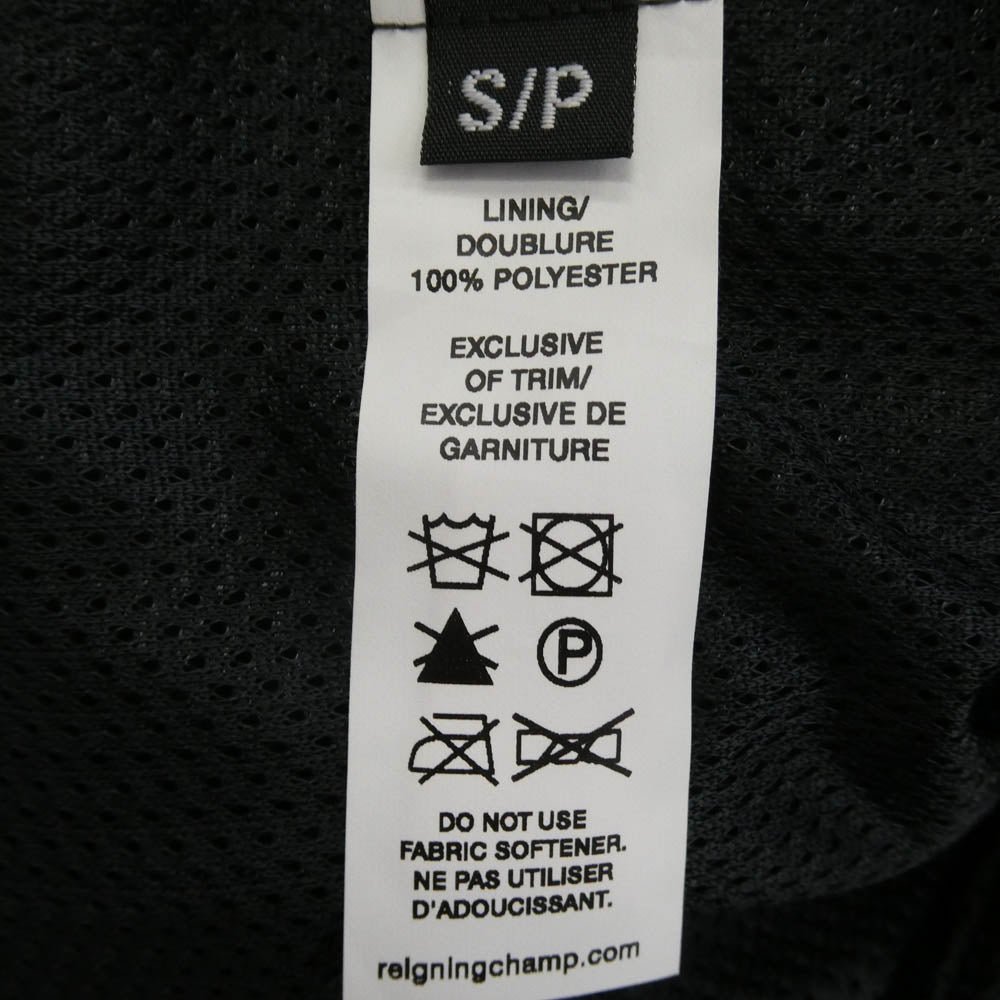 S/P
LINING/
DOUBLURE
100% POLYESTER
EXCLUSIVE
OF TRIM/
EXCLUSIVE DE
GARNITURE
P
DO NOT USE
FABRIC SOFTENER.
NE PAS UTILISER
D'ADOUCISSANT.
reigningchamp.com